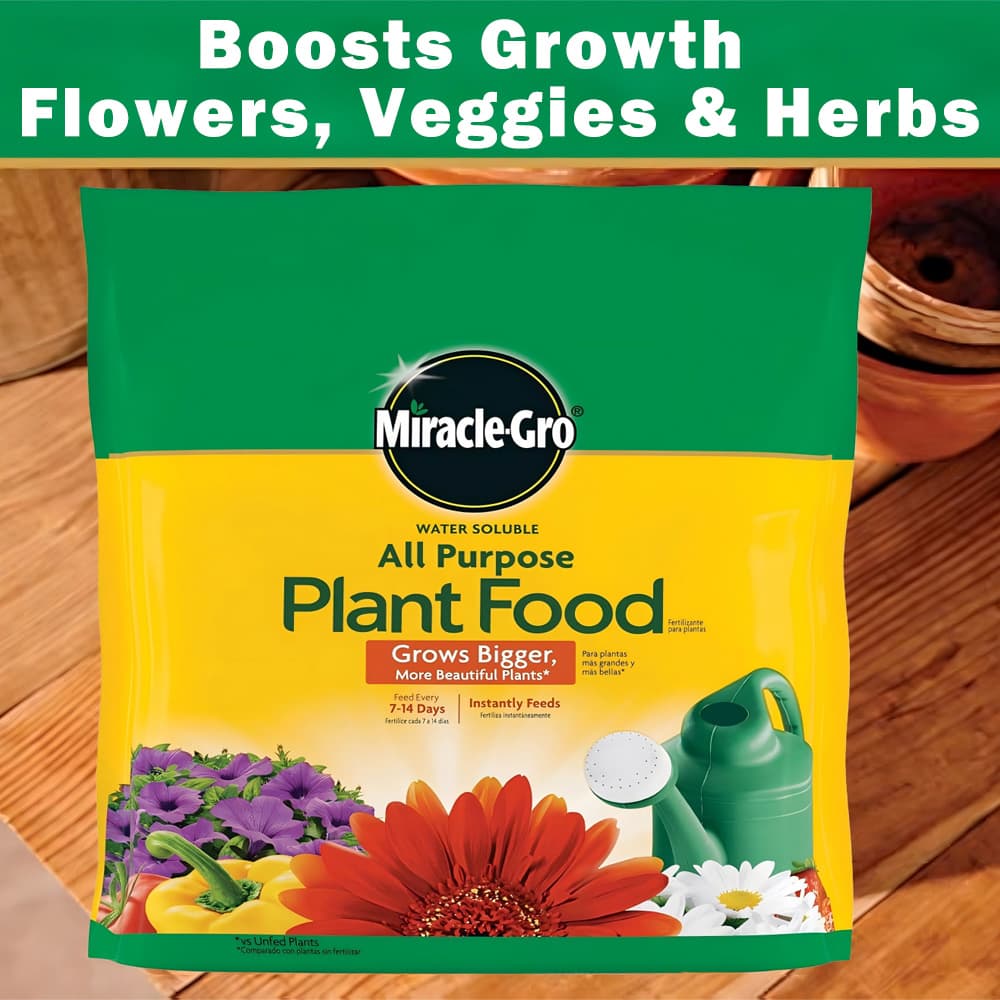 Boosts Growth
Flowers, Veggies & Herbs
Miracle-Gro®
WATER SOLUBLE
All Purpose
Plant Food
Fertilizante
para plantas
Grows Bigger,
More Beautiful Plants*
Para plantas
más grandes y
más bellas*
Feed Every
7-14 Days
Fertilice cada 7 a 14 días
Instantly Feeds
Fertiliza instantáneamente
*vs Unfed Plants
*Comparado con plantas sin fertilizar